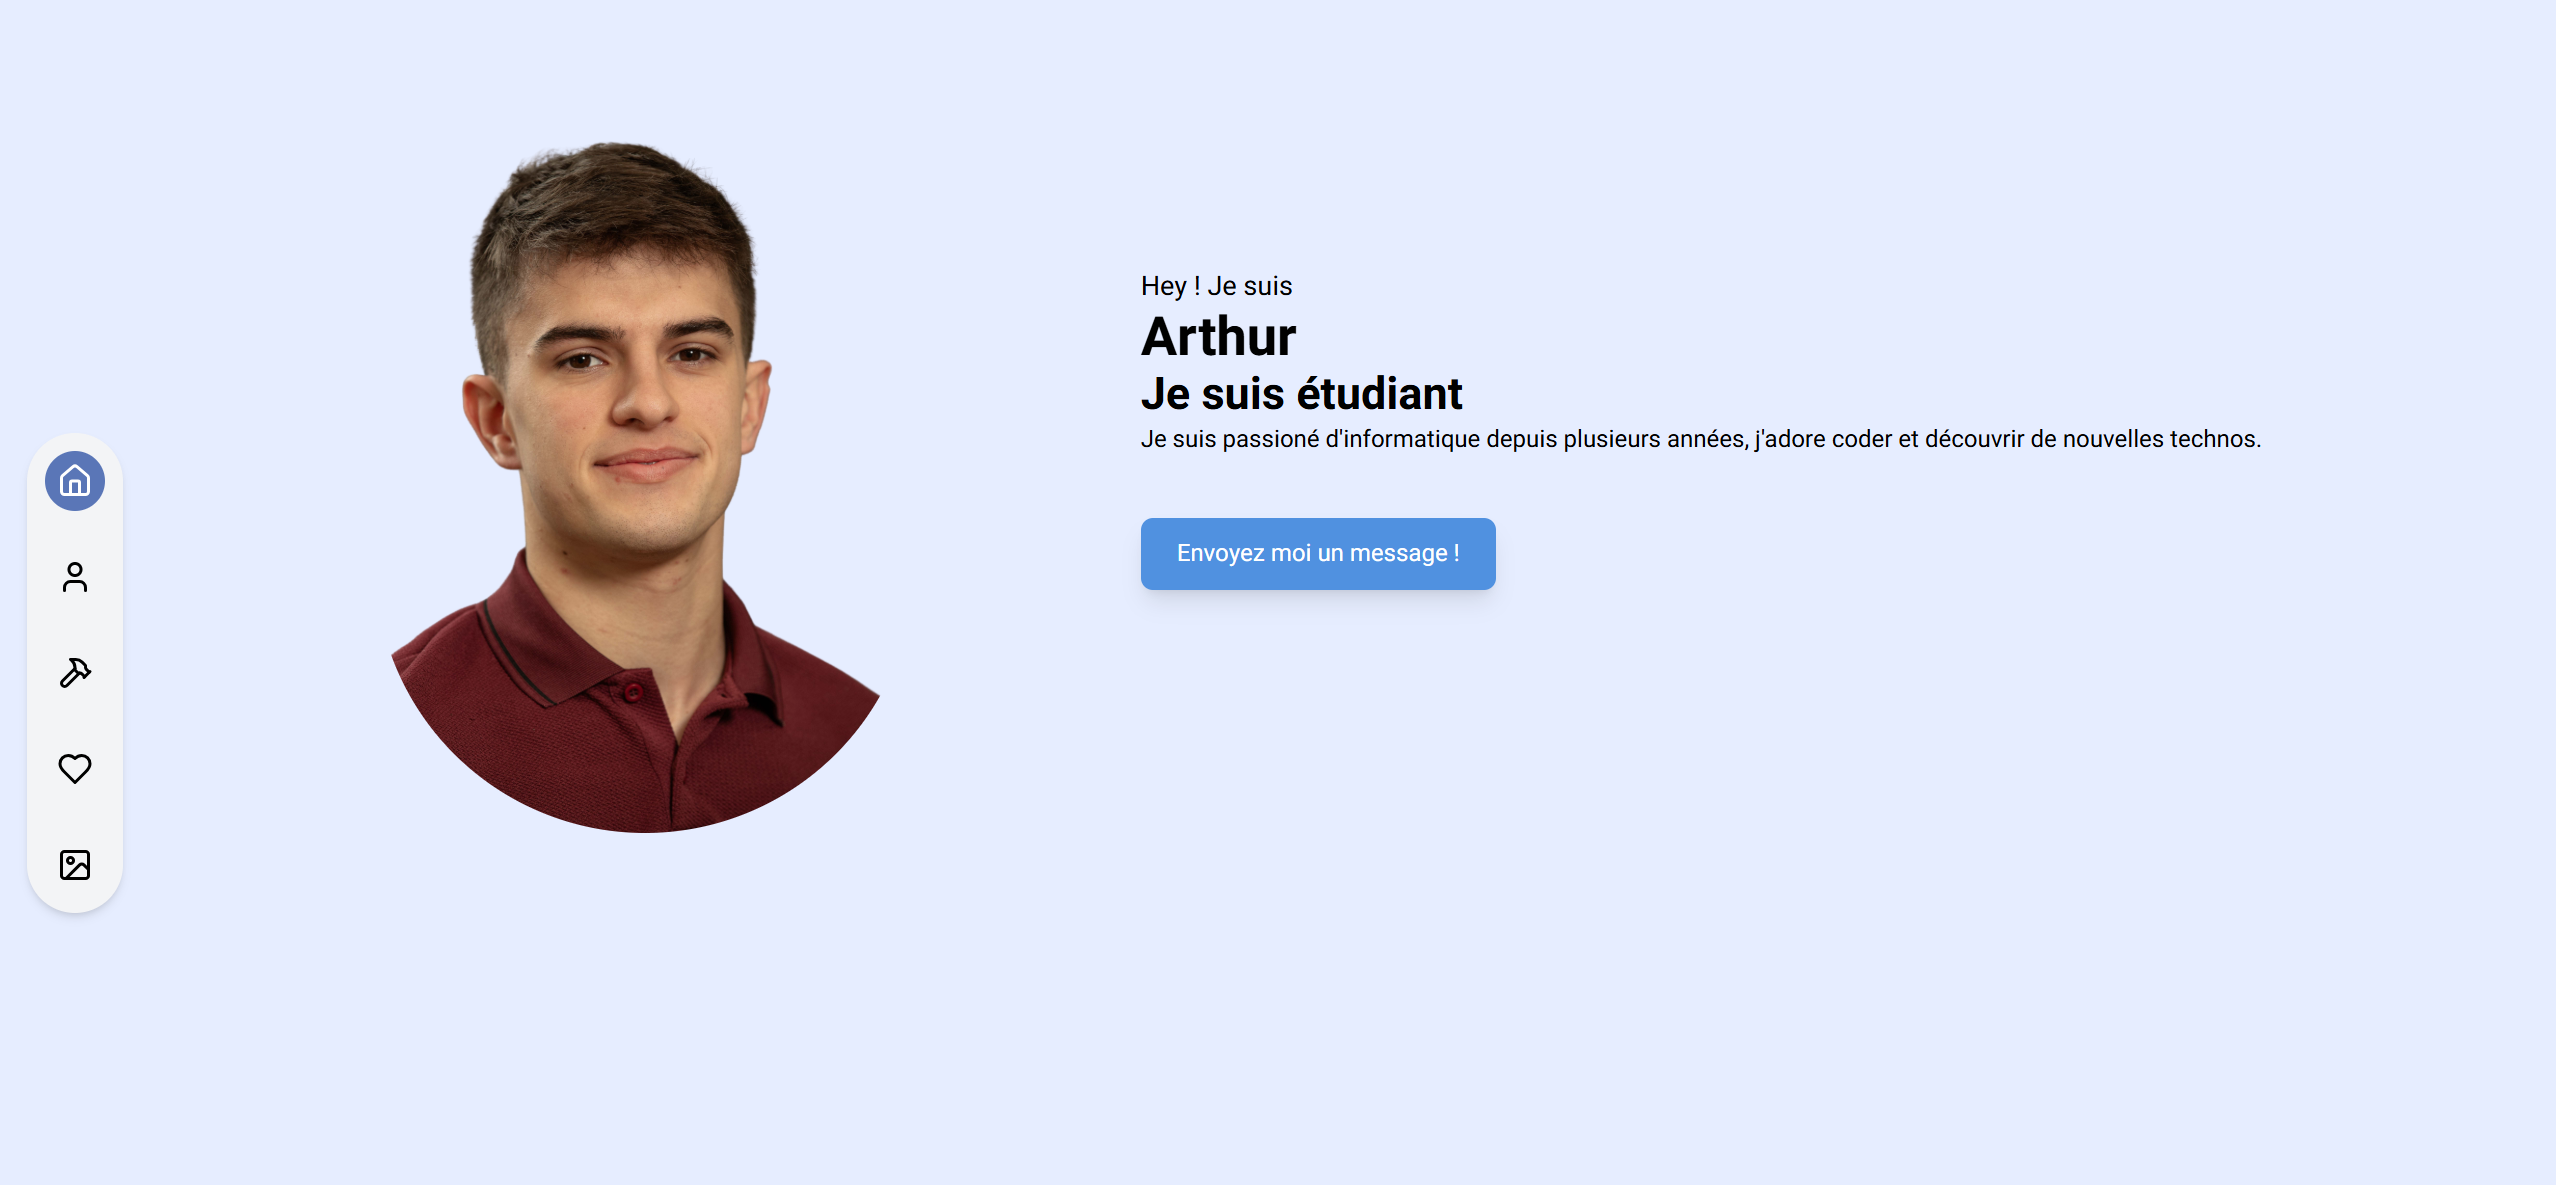 Hey ! Je suis
Arthur
Je suis étudiant
Je suis passioné d'informatique depuis plusieurs années, j'adore coder et découvrir de nouvelles technos.
Envoyez moi un message !